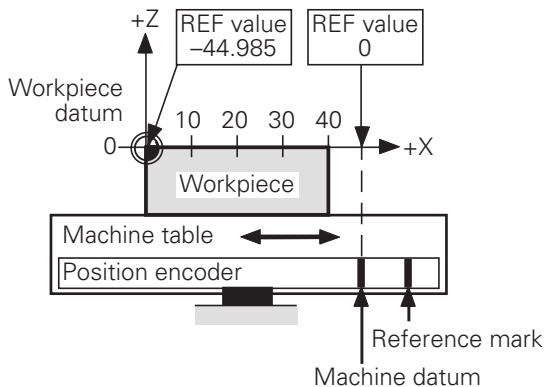 +Z
REF value
–44.985
REF value
0
Workpiece
datum
10 20 30 40
0
+X
Workpiece
Machine table
Position encoder
Reference mark
Machine datum